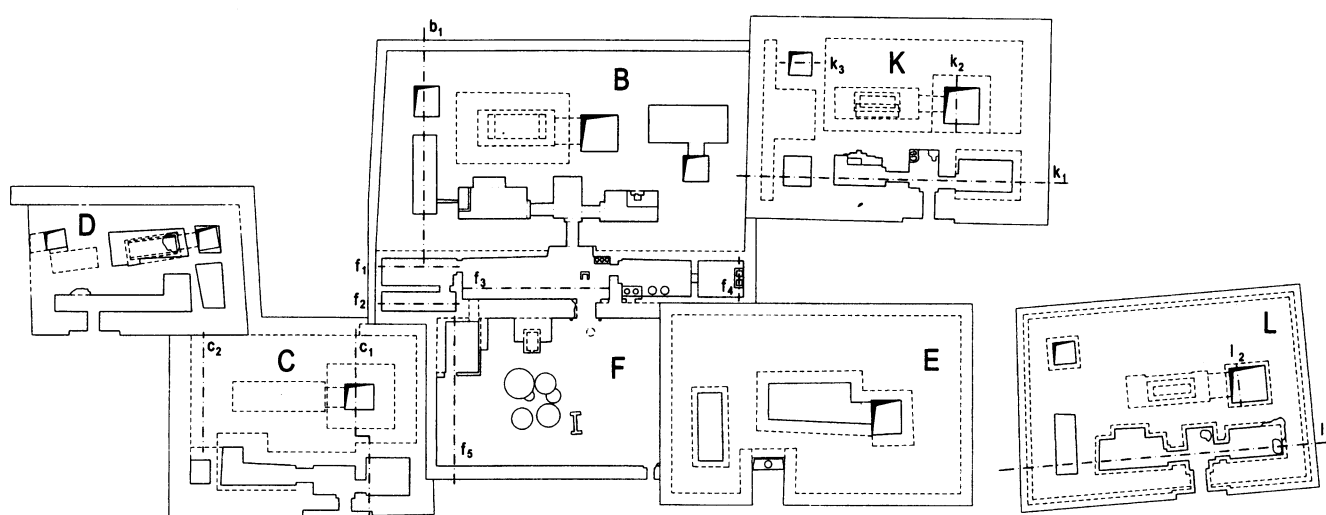 b₁
B
k₃
K
k₂
k₁
D
f₁
f₃
f₄
f₂
c₂
C
c₁
F
E
L
l₂
l
f₅